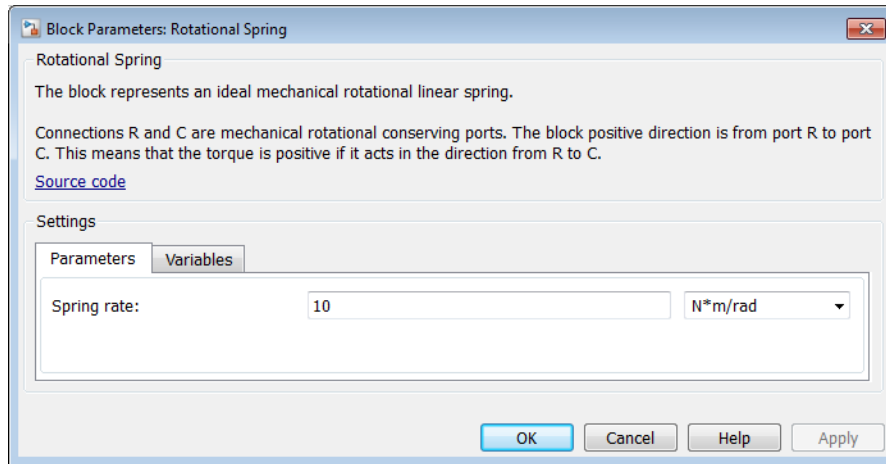 Block Parameters: Rotational Spring
Rotational Spring
The block represents an ideal mechanical rotational linear spring.
Connections R and C are mechanical rotational conserving ports. The block positive direction is from port R to port
C. This means that the torque is positive if it acts in the direction from R to C.
Source code
Settings
Parameters Variables
Spring rate: 10 N*m/rad
OK Cancel Help Apply